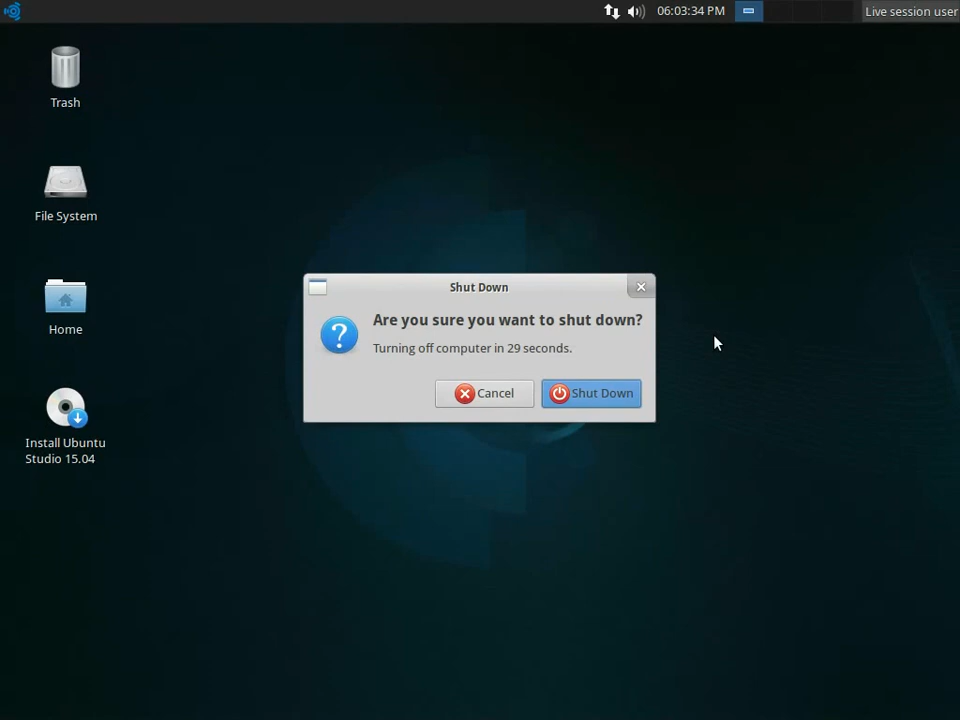 06:03:34 PM
Live session user
Trash
File System
Home
Install Ubuntu
Studio 15.04
Shut Down
Are you sure you want to shut down?
Turning off computer in 29 seconds.
Cancel
Shut Down